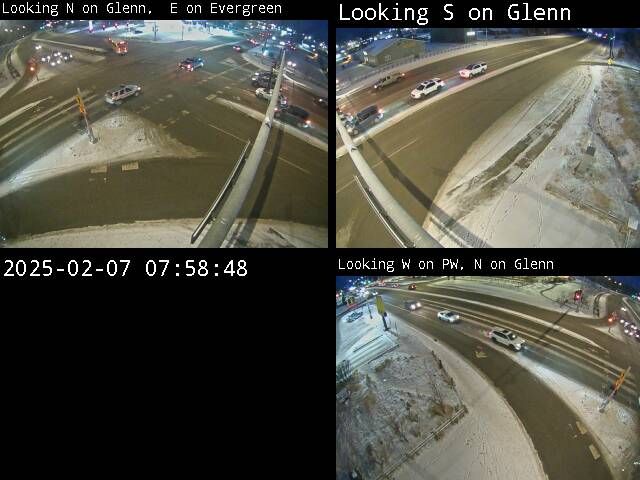 Looking N on Glenn,  E on Evergreen
Looking S on Glenn
2025-02-07 07:58:48
Looking W on PW, N on Glenn